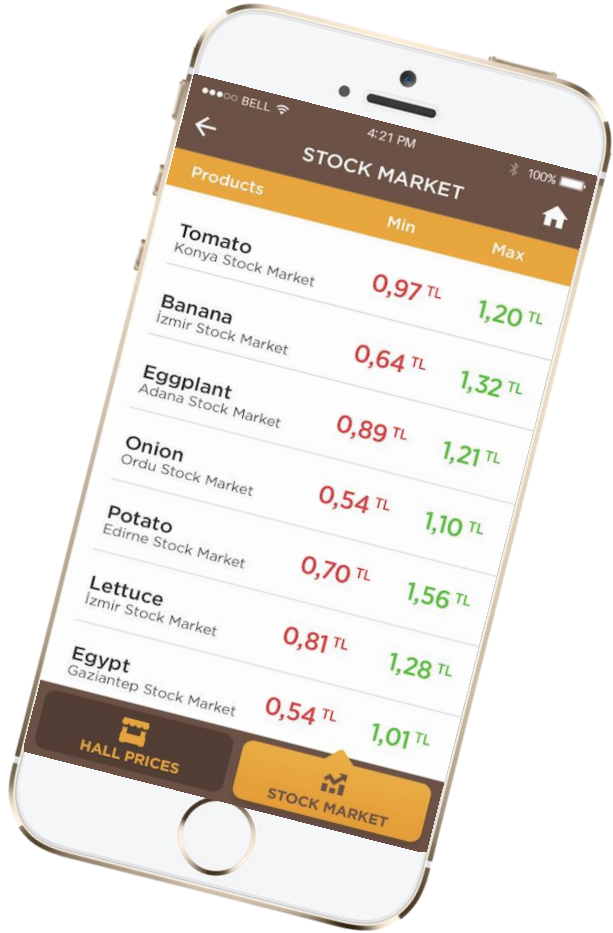 BELL
4:21 PM
100%
STOCK MARKET
Products Min Max
Tomato
Konya Stock Market
0,97 TL 1,20 TL
Banana
İzmir Stock Market
0,64 TL 1,32 TL
Eggplant
Adana Stock Market
0,89 TL 1,21 TL
Onion
Ordu Stock Market
0,54 TL 1,10 TL
Potato
Edirne Stock Market
0,70 TL 1,56 TL
Lettuce
İzmir Stock Market
0,81 TL 1,28 TL
Egypt
Gaziantep Stock Market
0,54 TL 1,01 TL
HALL PRICES
STOCK MARKET